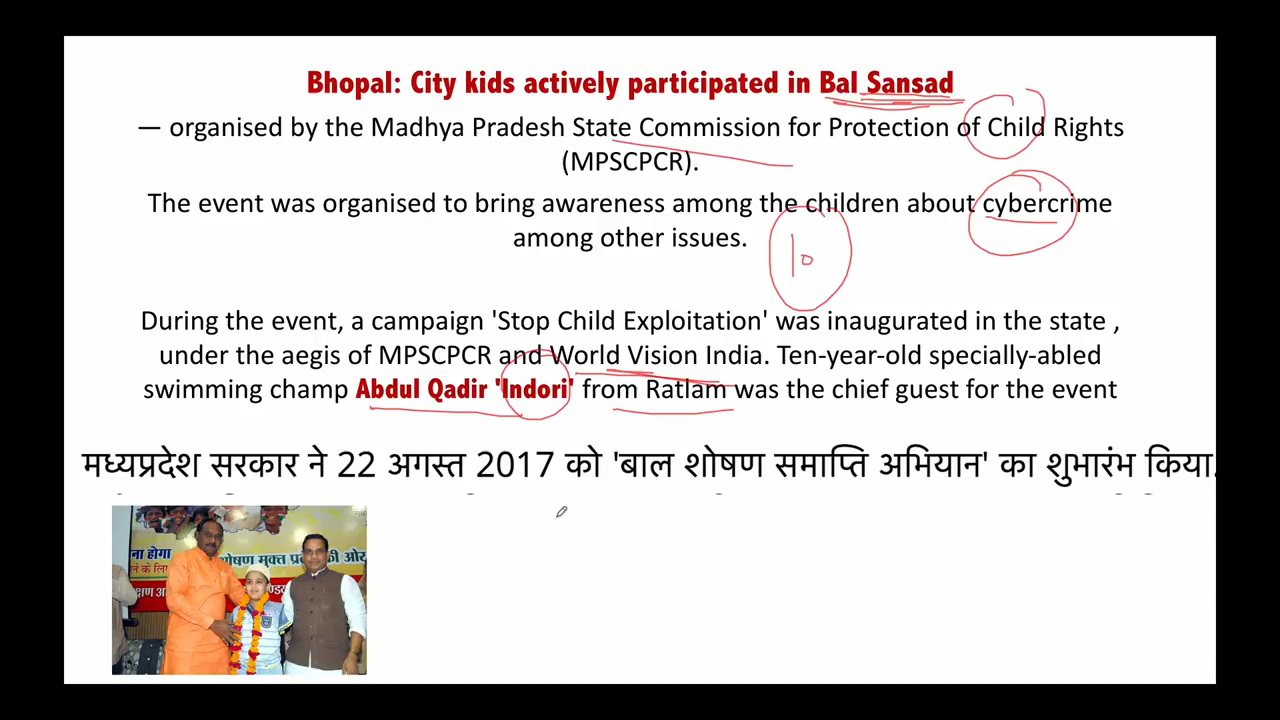 Bhopal: City kids actively participated in Bal Sansad
— organised by the Madhya Pradesh State Commission for Protection of Child Rights
(MPSCPCR).
The event was organised to bring awareness among the children about cybercrime
among other issues.
10
During the event, a campaign 'Stop Child Exploitation' was inaugurated in the state ,
under the aegis of MPSCPCR and World Vision India. Ten-year-old specially-abled
swimming champ Abdul Qadir 'Indori' from Ratlam was the chief guest for the event
मध्यप्रदेश सरकार ने 22 अगस्त 2017 को 'बाल शोषण समाप्ति अभियान' का शुभारंभ किया.
ना होगा
शोषण मुक्त प्रदेश की ओर